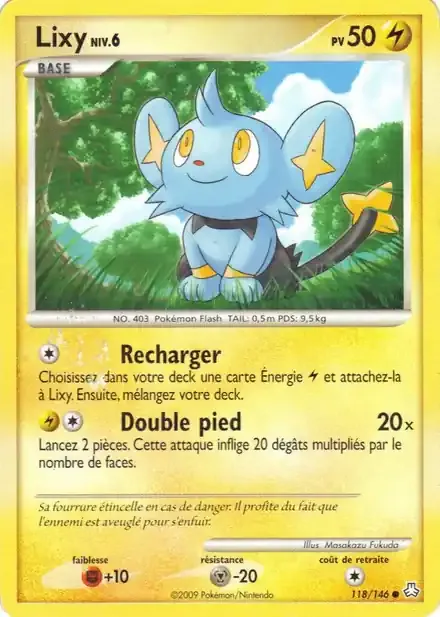 Lixy NIV.6
PV 50
BASE
NO. 403 Pokémon Flash TAIL: 0,5m PDS: 9,5kg
Recharger
Choisissez dans votre deck une carte Énergie et attachez-la
à Lixy. Ensuite, mélangez votre deck.
Double pied 20x
Lancez 2 pièces. Cette attaque inflige 20 dégâts multipliés par le
nombre de faces.
Sa fourrure étincelle en cas de danger. Il profite du fait que
l'ennemi est aveuglé pour s'enfuir.
Illus. Masakazu Fukuda
faiblesse résistance coût de retraite
+10 -20
©2009 Pokémon/Nintendo 118/146